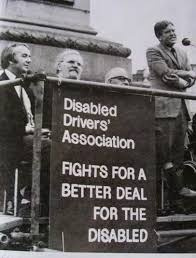 Disabled
Drivers'
Association
FIGHTS FOR A
BETTER DEAL
FOR THE
DISABLED